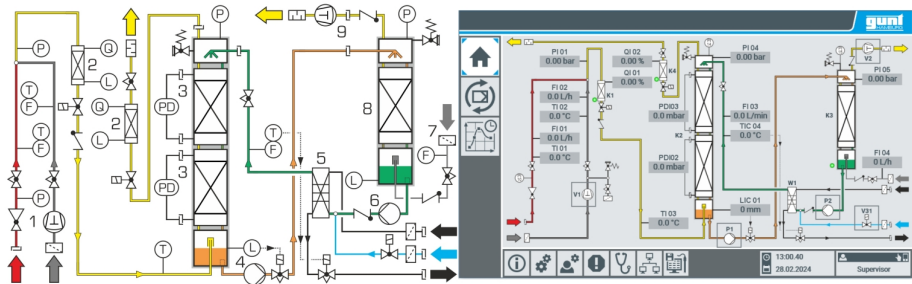 P
P
P
9
Q
2
L
3
8
T
F
T
F
PD
PD
Q
2
L
7
T
F
F
3
P
PD
PD
5
L
1
6
T
L
4
gunt
HAMBURG
PI 01
0.00 bar
QI 02
0.00 %
PI 04
0.00 bar
V2
K4
QI 01
0.00 %
K1
PI 05
0.00 bar
FI 02
0.0 L/h
TI 02
0.0 °C
PDI03
0.0 mbar
FI 03
0.0 L/min
TIC 04
0.0 °C
K3
FI 01
0.0 L/h
TI 01
0.0 °C
K2
PDI02
0.0 mbar
FI 04
0 L/h
V1
W1
TI 03
0.0 °C
LIC 01
0 mm
P2
P1
V31
13:00.40
28.02.2024
Supervisor